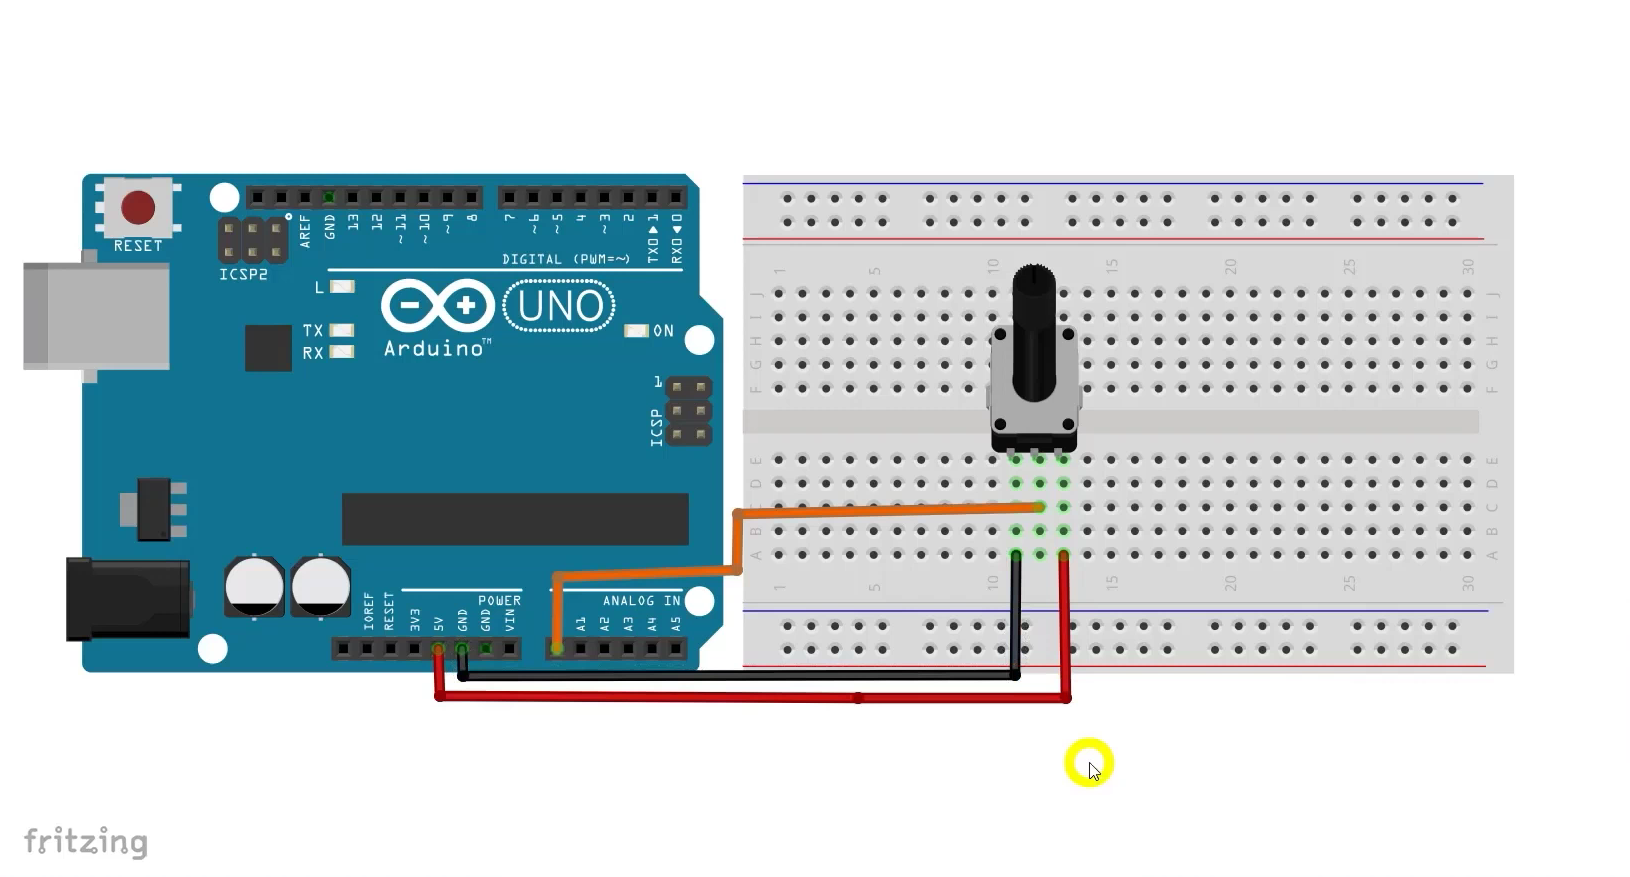 RESET
ICSP2
AREF
GND
13
12
~11
~10
~9
8
7
~6
~5
4
~3
2
TX0▶1
RX0◀0
DIGITAL (PWM=~)
L
TX
RX
UNO
ON
Arduino™
1
ICSP
POWER
ANALOG IN
IOREF
RESET
3V3
5V
GND
GND
VIN
A1
A2
A3
A4
A5
1 5 10 15 20 25 30
J J
I I
H H
G G
F F
E E
D D
C C
B B
A A
1 5 10 15 20 25 30
fritzing